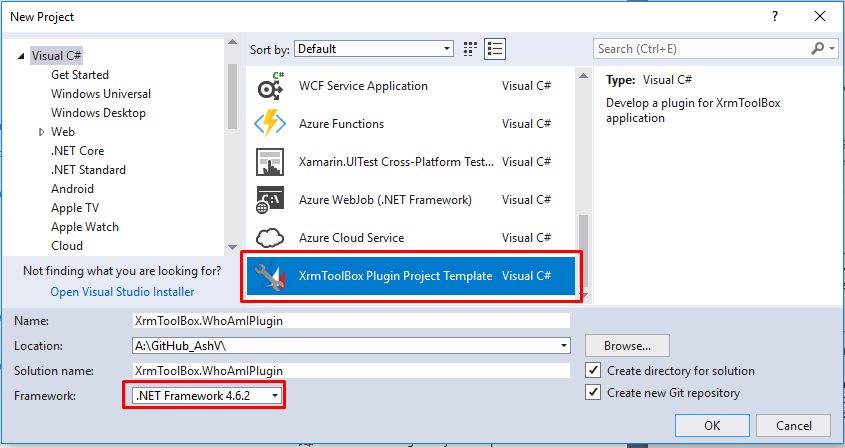 New Project
?
Visual C#
Get Started
Windows Universal
Windows Desktop
Web
.NET Core
.NET Standard
Android
Apple TV
Apple Watch
Cloud
Not finding what you are looking for?
Open Visual Studio Installer
Sort by: Default
WCF Service Application Visual C#
Azure Functions Visual C#
Xamarin.UITest Cross-Platform Test... Visual C#
Azure WebJob (.NET Framework) Visual C#
Azure Cloud Service Visual C#
XrmToolBox Plugin Project Template Visual C#
Search (Ctrl+E)
Type: Visual C#
Develop a plugin for XrmToolBox
application
Name: XrmToolBox.WhoAmIPlugin
Location: A:\GitHub_AshV\
Browse...
Solution name: XrmToolBox.WhoAmIPlugin
Create directory for solution
Framework: .NET Framework 4.6.2
Create new Git repository
OK Cancel